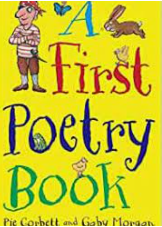 A
First
Poetry
Book
Pie Corbett and Gaby Morgan